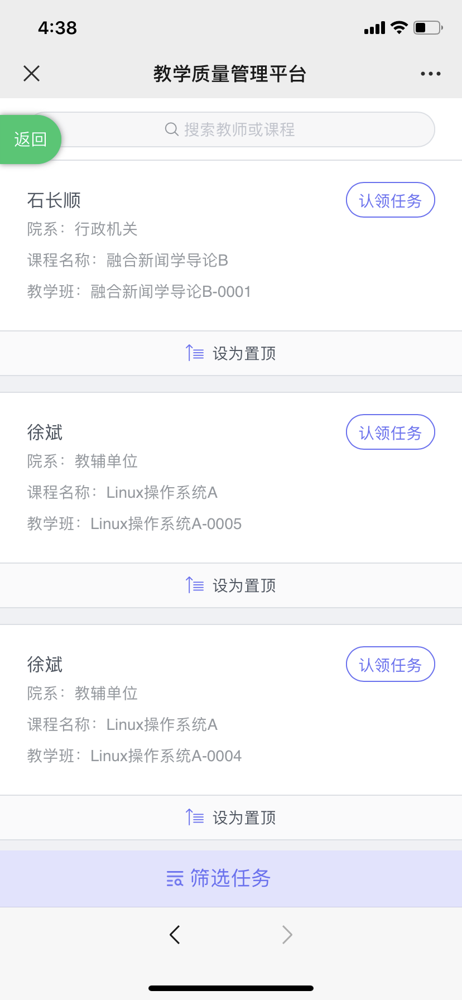 4:38
教学质量管理平台
返回
搜索教师或课程
石长顺
认领任务
院系：行政机关
课程名称：融合新闻学导论B
教学班：融合新闻学导论B-0001
设为置顶
徐斌
认领任务
院系：教辅单位
课程名称：Linux操作系统A
教学班：Linux操作系统A-0005
设为置顶
徐斌
认领任务
院系：教辅单位
课程名称：Linux操作系统A
教学班：Linux操作系统A-0004
设为置顶
筛选任务